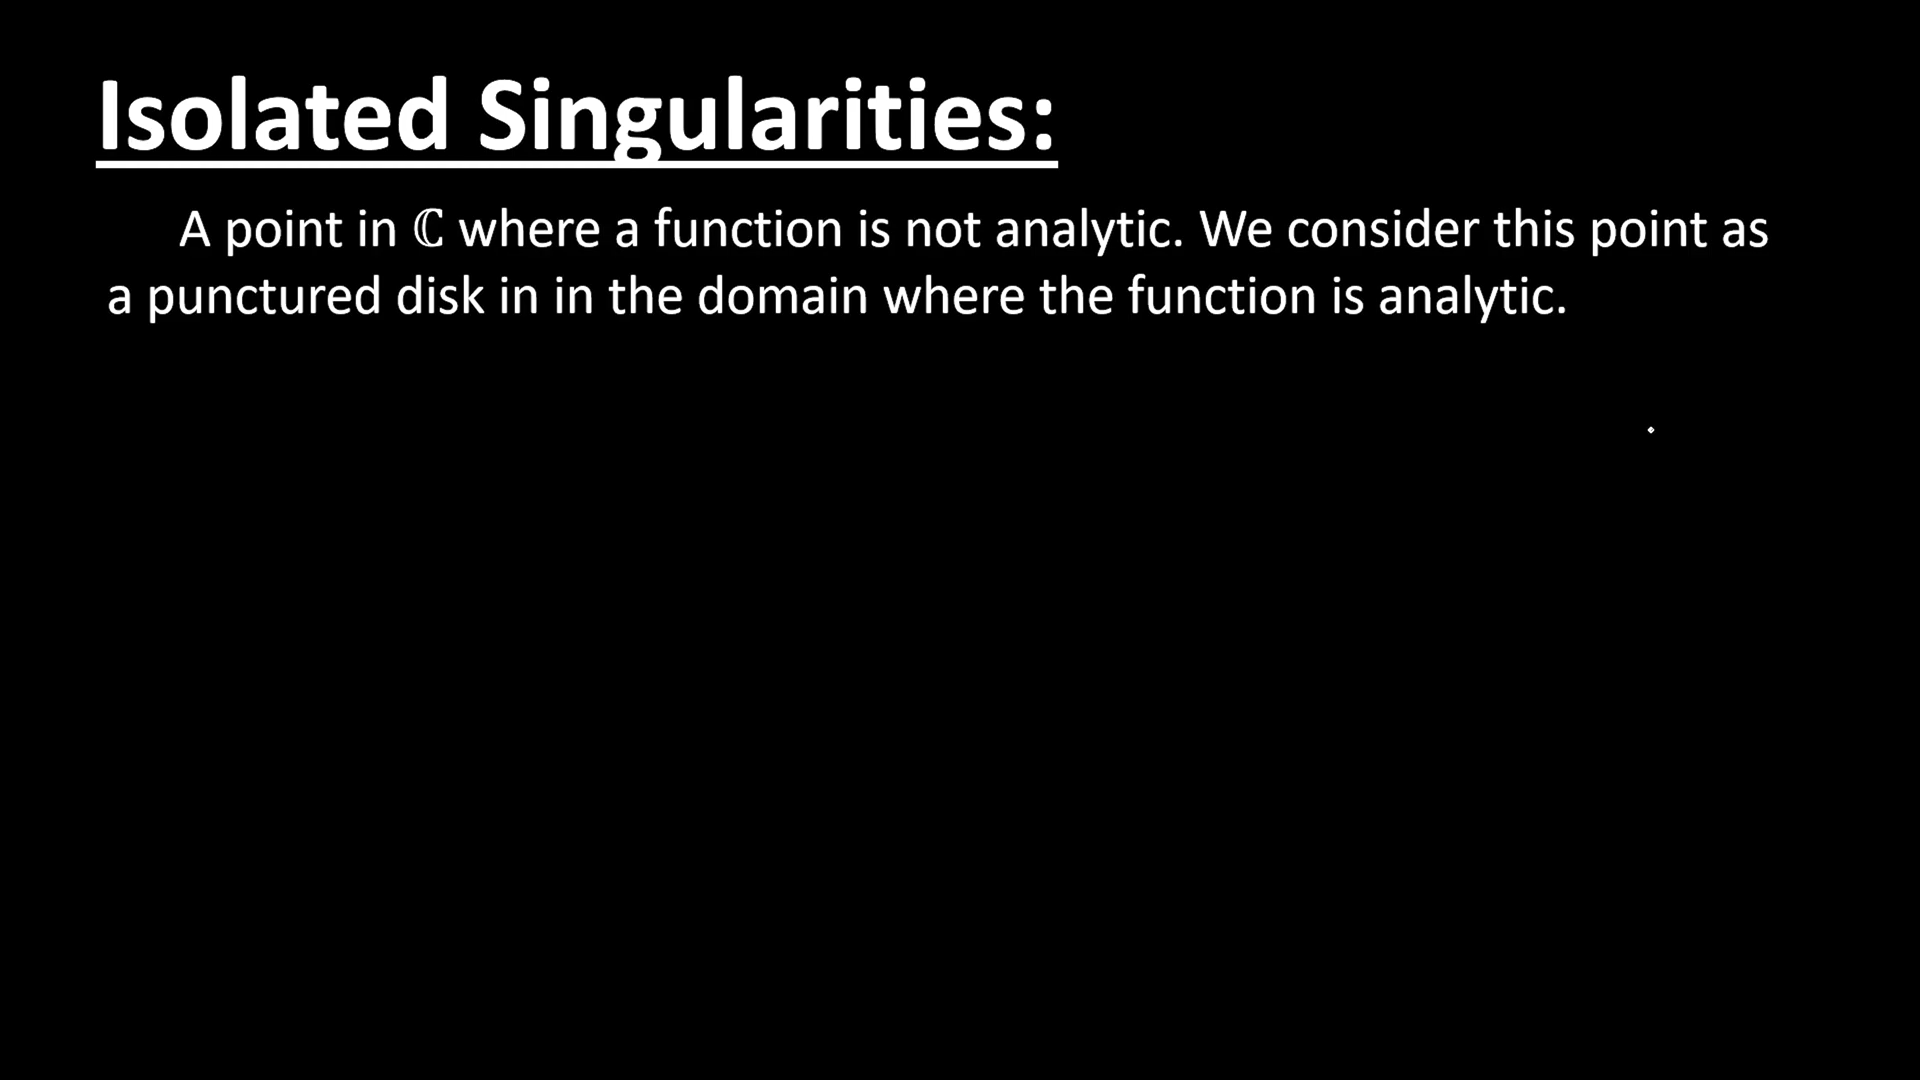 Isolated Singularities:
A point in ℂ where a function is not analytic. We consider this point as
a punctured disk in in the domain where the function is analytic.